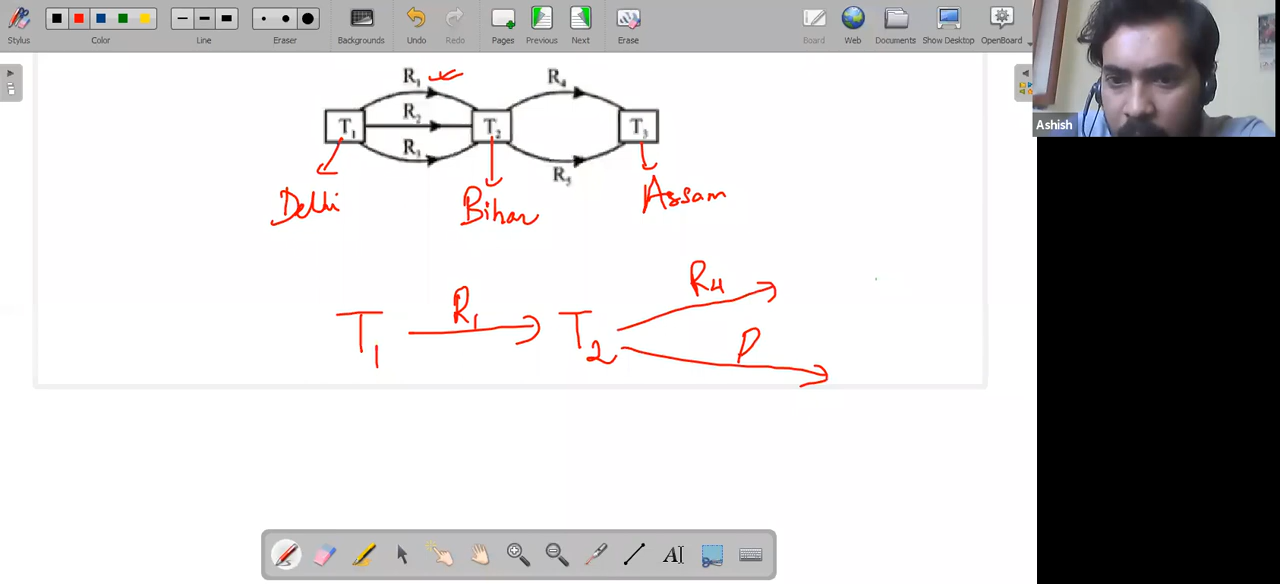 Stylus Color Line Eraser Backgrounds Undo Redo Pages Previous Next Erase Board Web Documents Show Desktop OpenBoard
Ashish
R₁ R₄
T₁ R₂ T₂ T₃
R₃ R₅
Delhi Bihar Assam
R₄
T₁ R₁ T₂
P